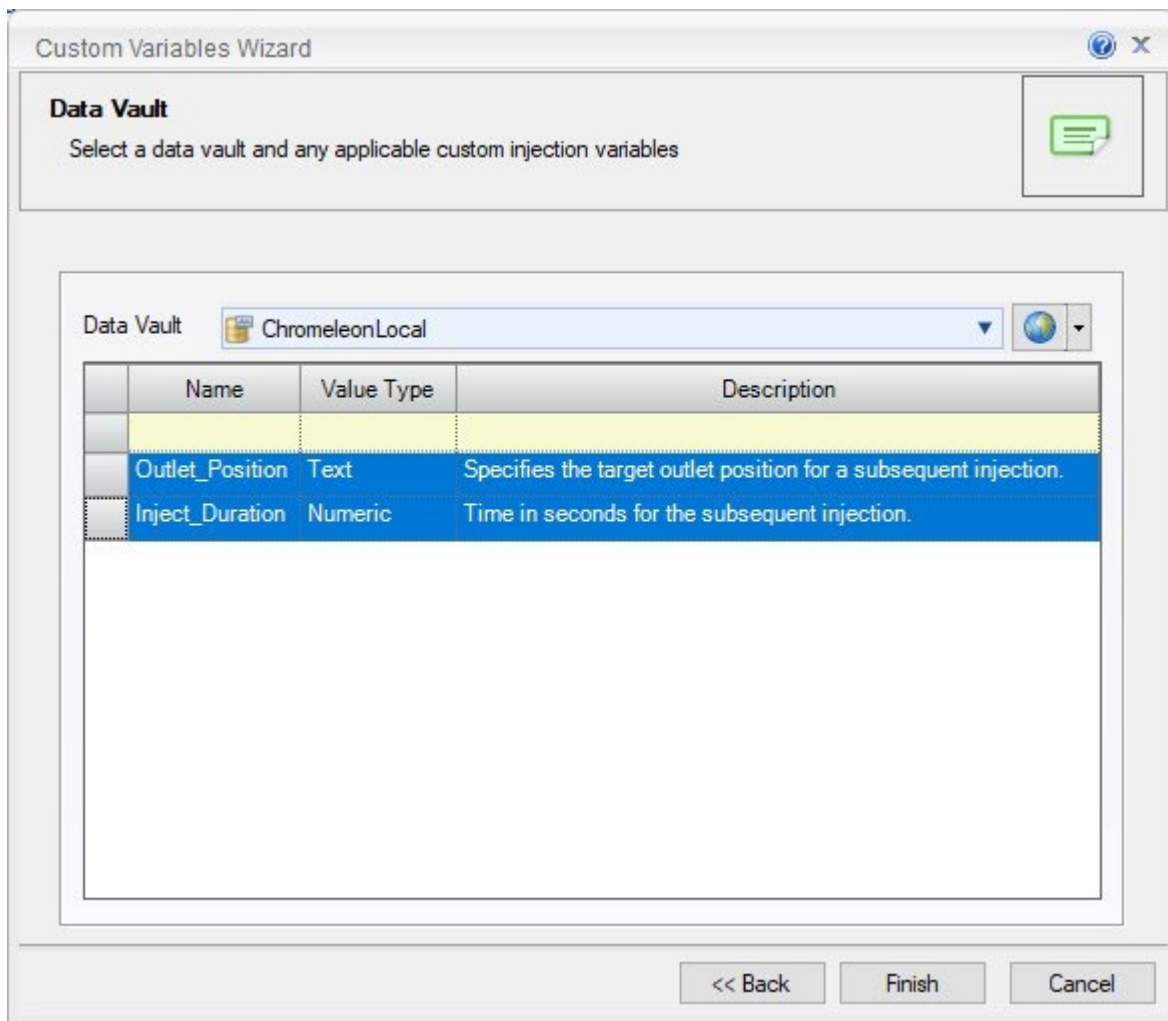 Custom Variables Wizard
Data Vault
Select a data vault and any applicable custom injection variables
Data Vault ChromeleonLocal
Name Value Type Description
Outlet_Position Text Specifies the target outlet position for a subsequent injection.
Inject_Duration Numeric Time in seconds for the subsequent injection.
<< Back Finish Cancel